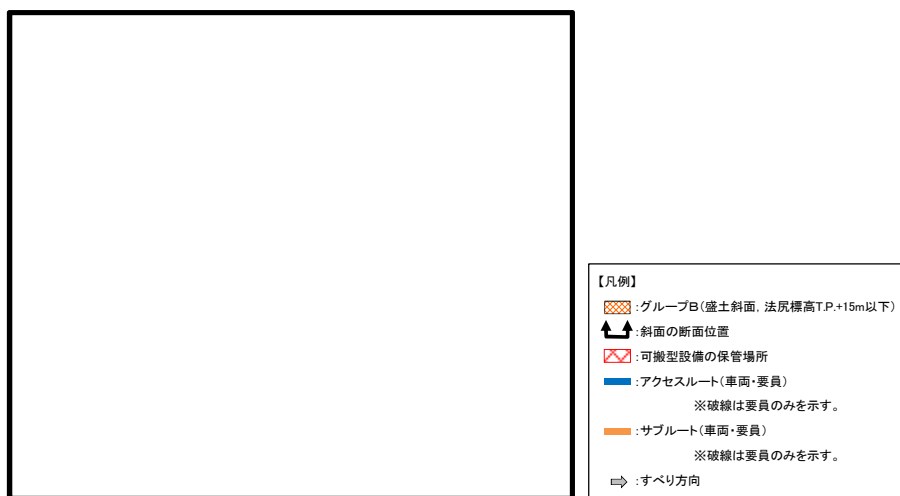 【凡例】
:グループB(盛土斜面, 法尻標高T.P.+15m以下)
:斜面の断面位置
:可搬型設備の保管場所
:アクセスルート(車両・要員)
※破線は要員のみを示す。
:サブルート(車両・要員)
※破線は要員のみを示す。
:すべり方向